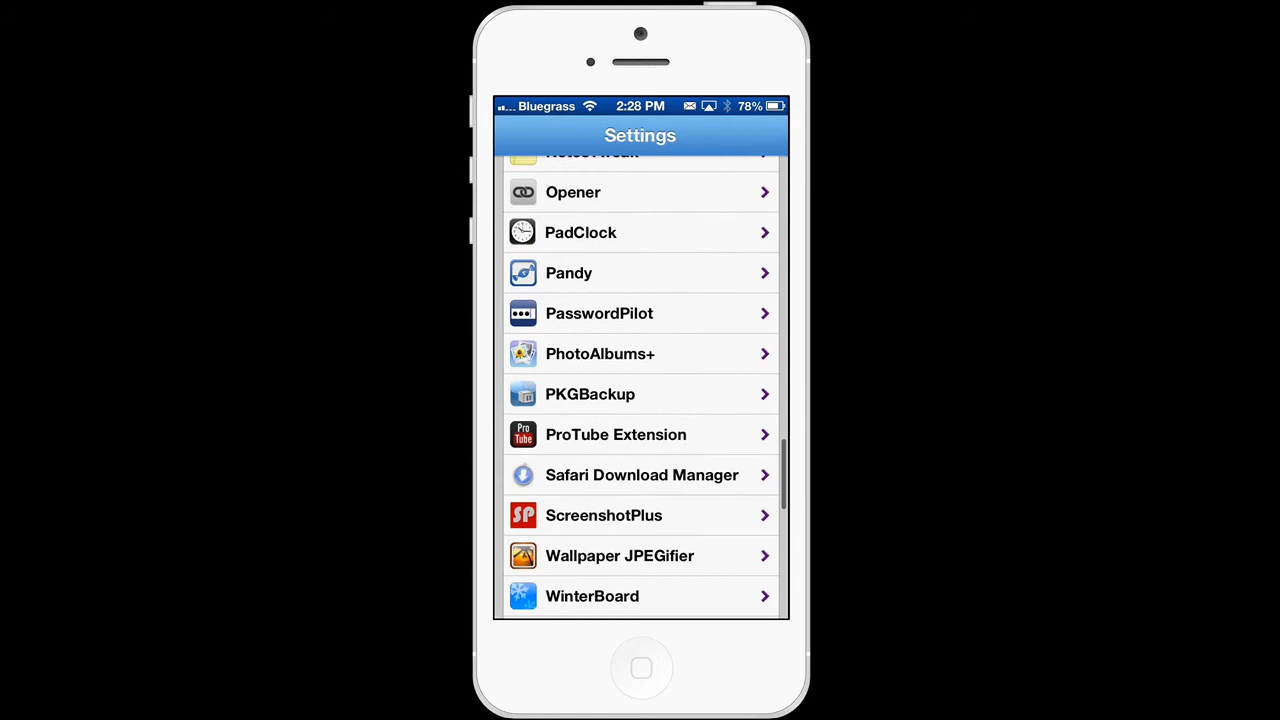 Bluegrass 2:28 PM 78%
Settings
Opener
PadClock
Pandy
PasswordPilot
PhotoAlbums+
PKGBackup
Pro
Tube
ProTube Extension
Safari Download Manager
SP
ScreenshotPlus
Wallpaper JPEGifier
WinterBoard